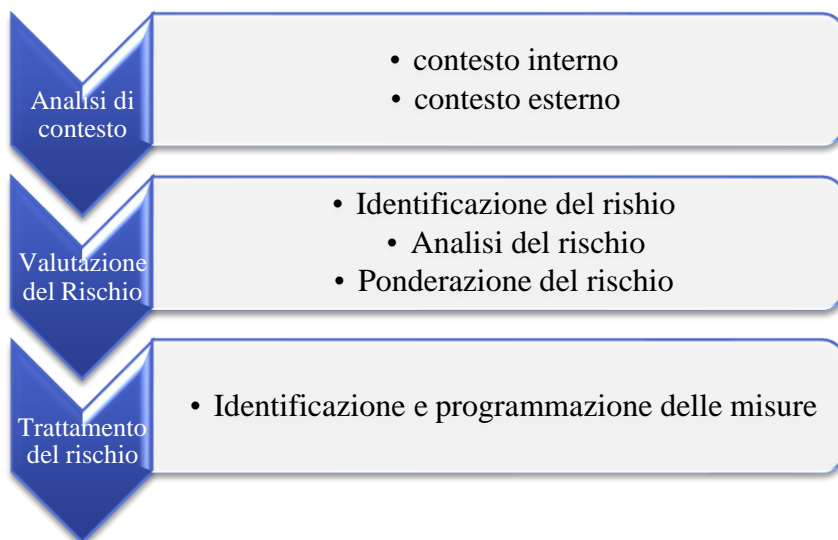 Analisi di
contesto
• contesto interno
• contesto esterno
Valutazione
del Rischio
• Identificazione del rishio
• Analisi del rischio
• Ponderazione del rischio
Trattamento
del rischio
• Identificazione e programmazione delle misure